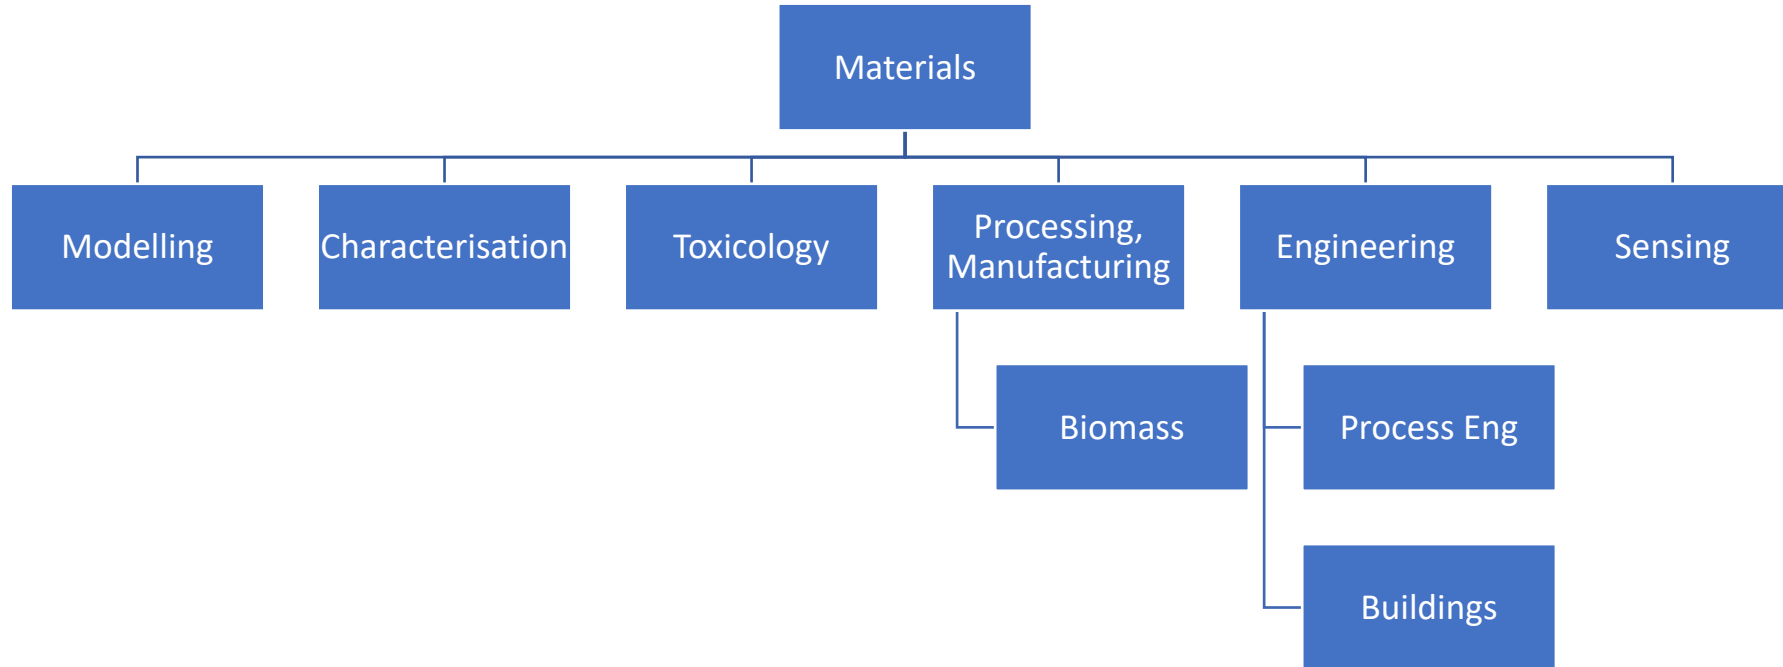 Materials
Modelling
Characterisation
Toxicology
Processing,
Manufacturing
Engineering
Sensing
Biomass
Process Eng
Buildings